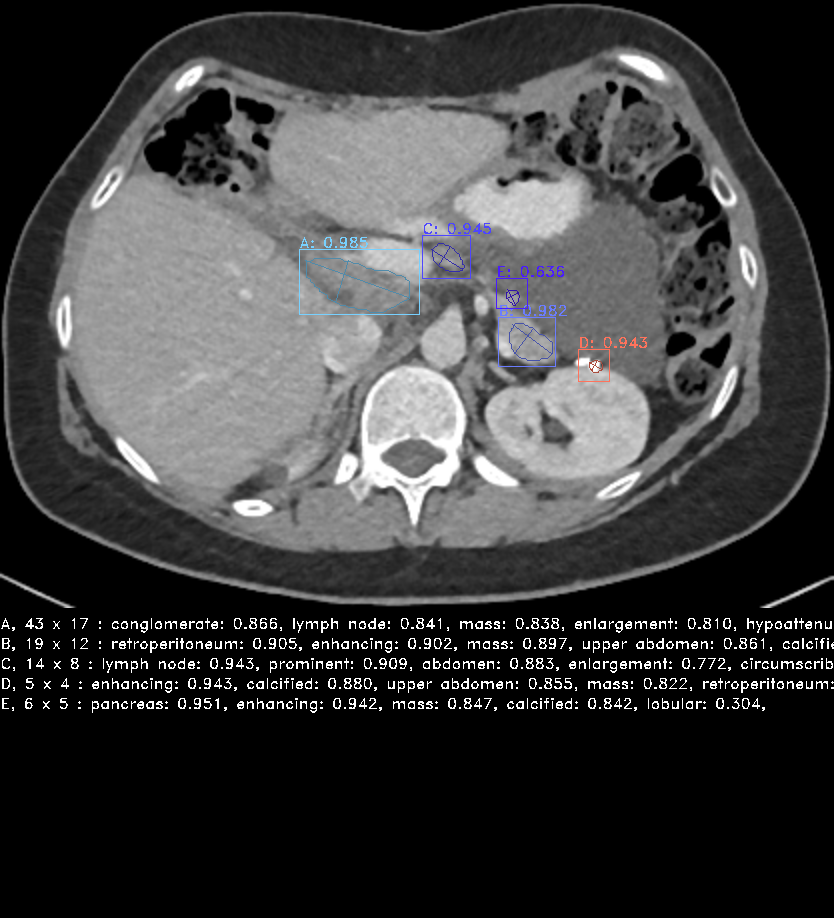 C: 0.945
A: 0.985
E: 0.636
B: 0.982
D: 0.943
A, 43 x 17 : conglomerate: 0.866, lymph node: 0.841, mass: 0.838, enlargement: 0.810, hypoattenu
B, 19 x 12 : retroperitoneum: 0.905, enhancing: 0.902, mass: 0.897, upper abdomen: 0.861, calcifie
C, 14 x 8 : lymph node: 0.943, prominent: 0.909, abdomen: 0.883, enlargement: 0.772, circumscrib
D, 5 x 4 : enhancing: 0.943, calcified: 0.880, upper abdomen: 0.855, mass: 0.822, retroperitoneum:
E, 6 x 5 : pancreas: 0.951, enhancing: 0.942, mass: 0.847, calcified: 0.842, lobular: 0.304,